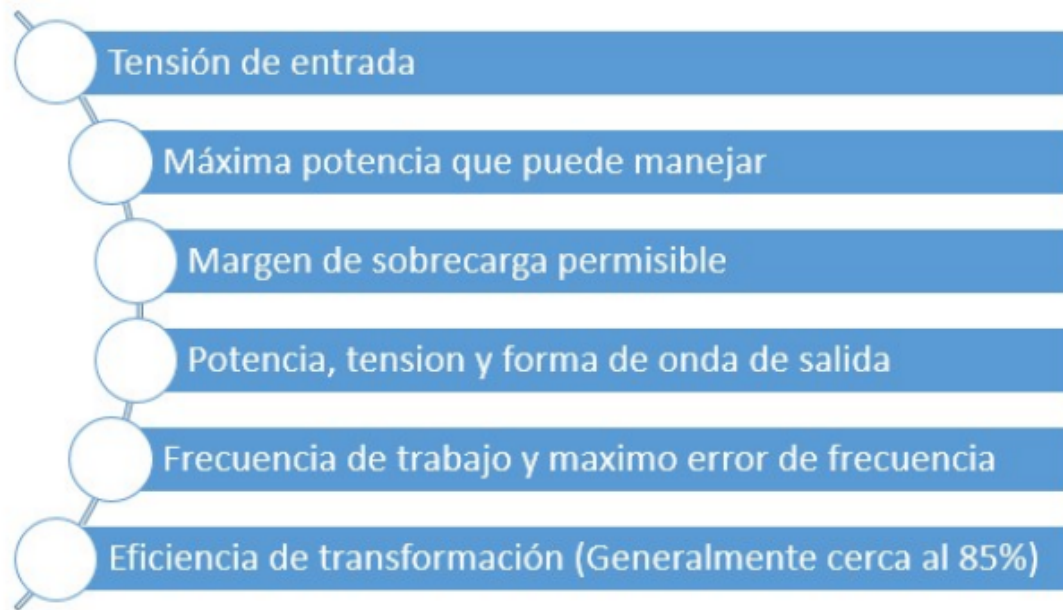 Tensión de entrada
Máxima potencia que puede manejar
Margen de sobrecarga permisible
Potencia, tension y forma de onda de salida
Frecuencia de trabajo y maximo error de frecuencia
Eficiencia de transformación (Generalmente cerca al 85%)